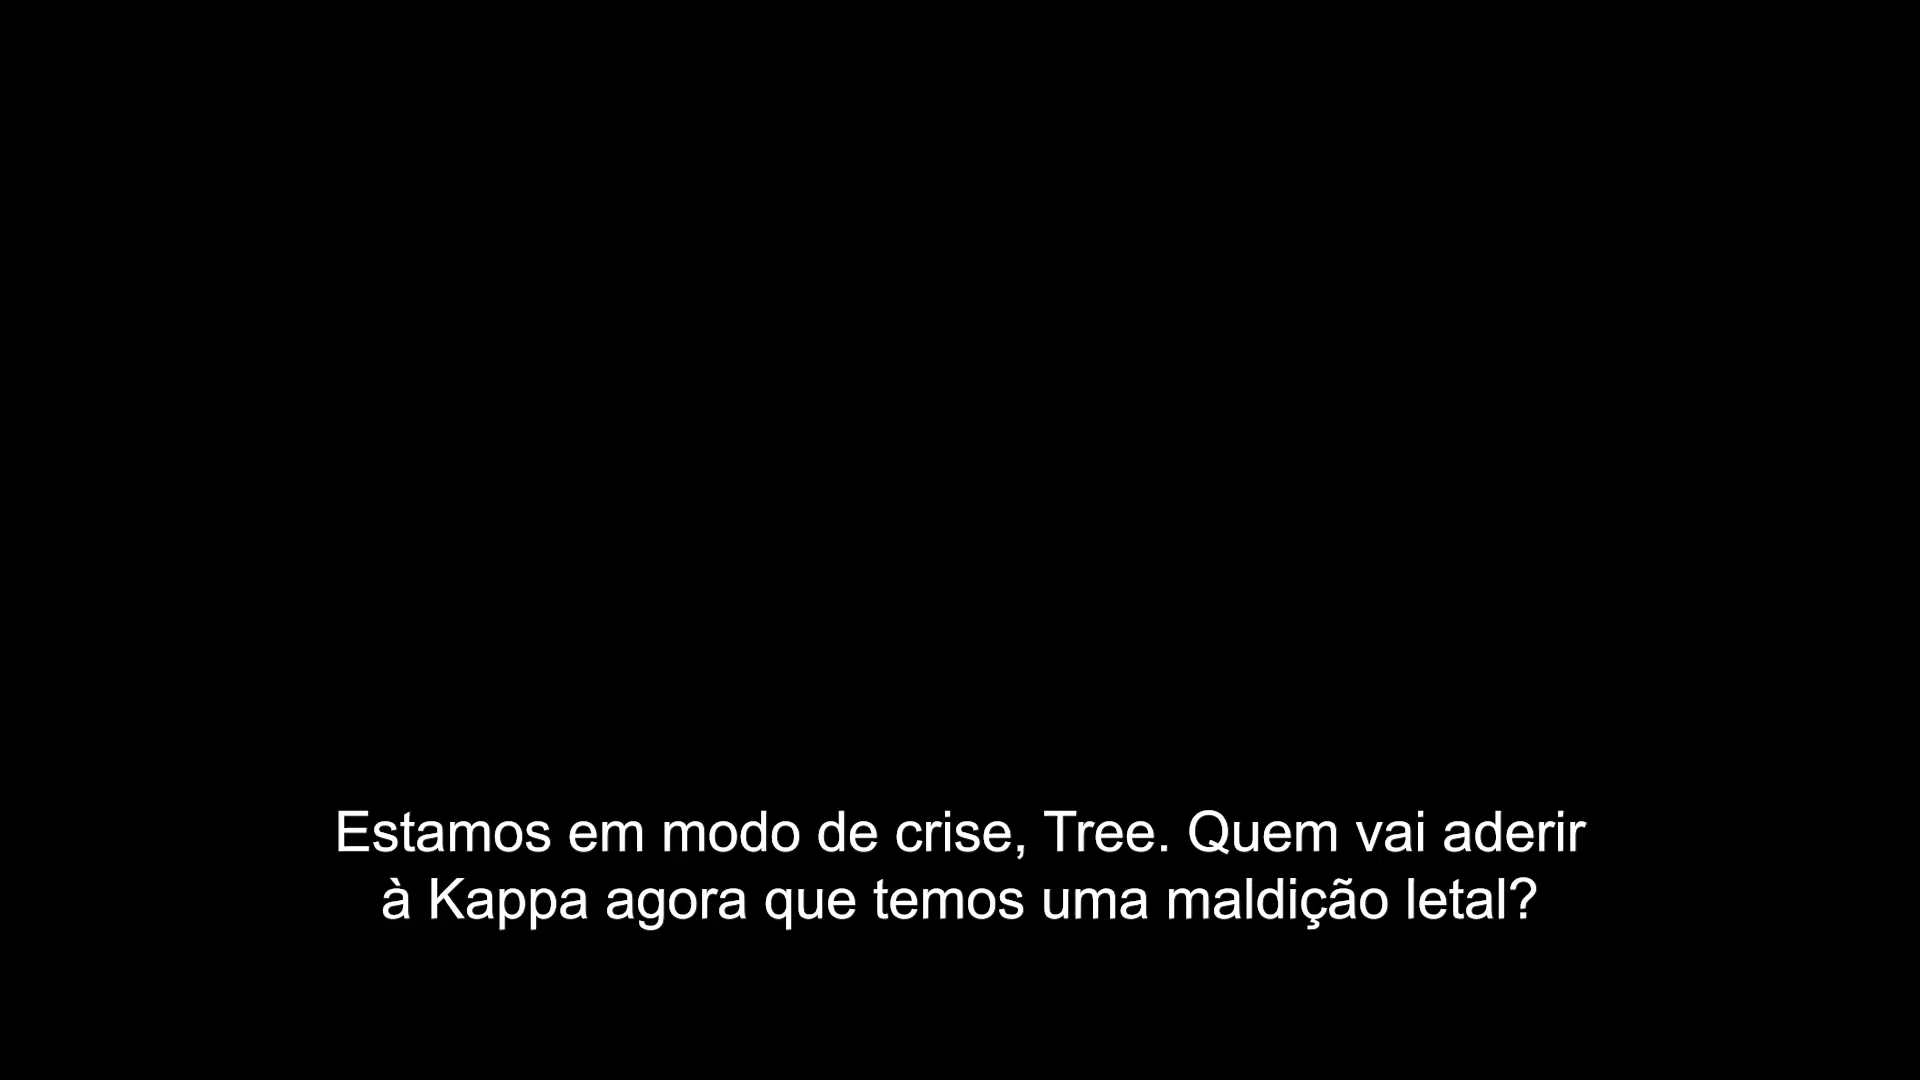 Estamos em modo de crise, Tree. Quem vai aderir
à Kappa agora que temos uma maldição letal?